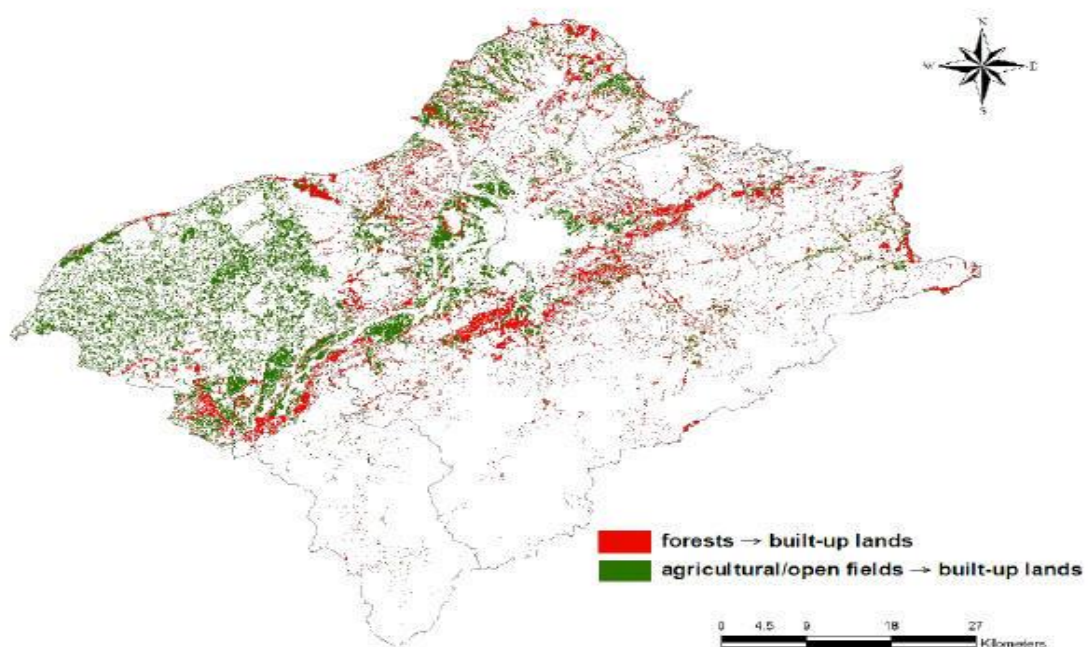 N
W E
S
forests → built-up lands
agricultural/open fields → built-up lands
0 4.5 9 18 27
Kilometers